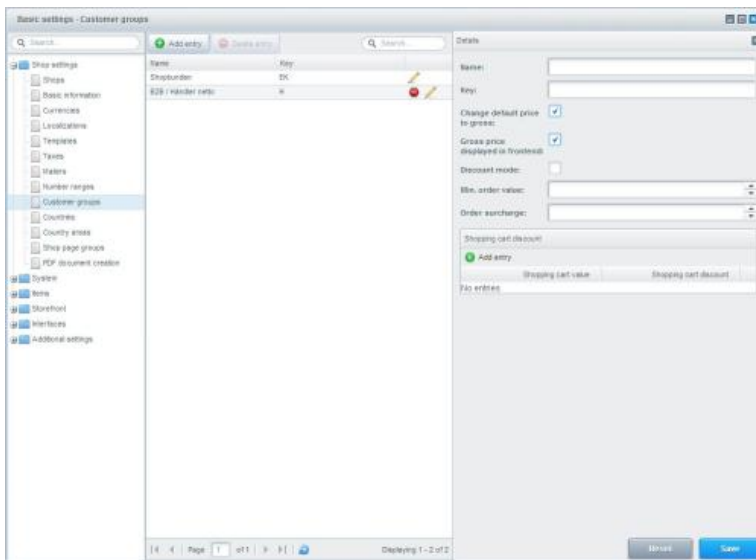 Basic settings - Customer groups
Search...
Shop settings
Shops
Basic information
Currencies
Localizations
Templates
Taxes
Mailers
Number ranges
Customer groups
Countries
Country areas
Shop page groups
PDF document creation
System
Items
Storefront
Interfaces
Additional settings
Add entry Delete entry Search...
Name Key
Shopkunden EK
B2B / Händler netto H
Page 1 of 1 Displaying 1 - 2 of 2
Details
Name:
Key:
Change default price
to gross:
Gross price
displayed in frontend:
Discount mode:
Min. order value:
Order surcharge:
Shopping cart discount
Add entry
Shopping cart value Shopping cart discount
No entries
Reset Save